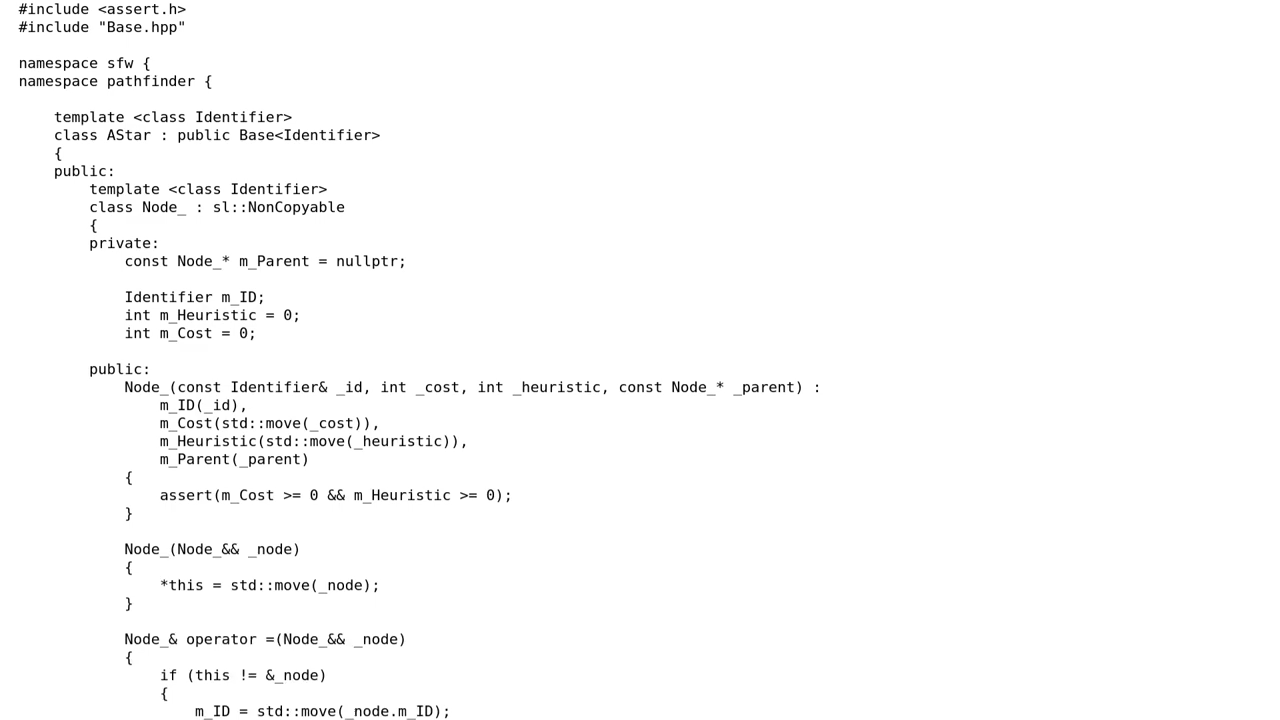 #include <assert.h>
#include "Base.hpp"

namespace sfw {
namespace pathfinder {

    template <class Identifier>
    class AStar : public Base<Identifier>
    {
    public:
        template <class Identifier>
        class Node_ : sl::NonCopyable
        {
        private:
            const Node_* m_Parent = nullptr;

            Identifier m_ID;
            int m_Heuristic = 0;
            int m_Cost = 0;

        public:
            Node_(const Identifier& _id, int _cost, int _heuristic, const Node_* _parent) :
                m_ID(_id),
                m_Cost(std::move(_cost)),
                m_Heuristic(std::move(_heuristic)),
                m_Parent(_parent)
            {
                assert(m_Cost >= 0 && m_Heuristic >= 0);
            }

            Node_(Node_&& _node)
            {
                *this = std::move(_node);
            }

            Node_& operator =(Node_&& _node)
            {
                if (this != &_node)
                {
                    m_ID = std::move(_node.m_ID);